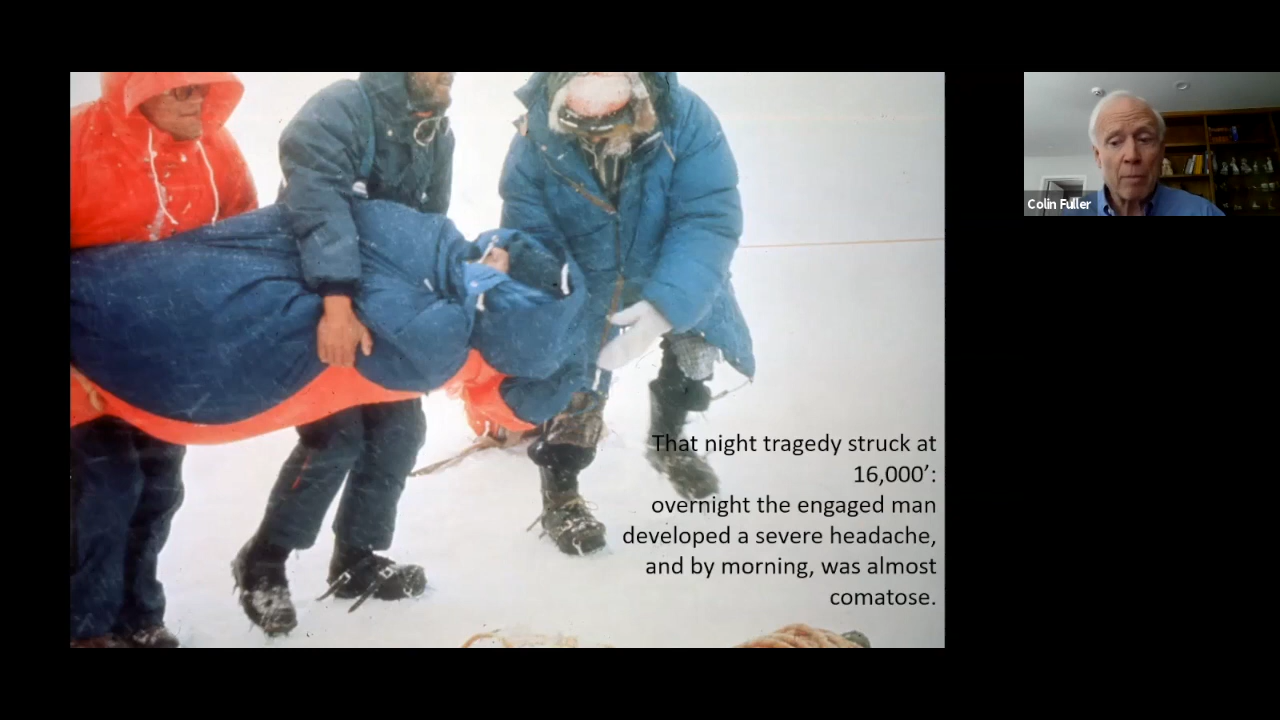 Colin Fuller
That night tragedy struck at
16,000’:
overnight the engaged man
developed a severe headache,
and by morning, was almost
comatose.